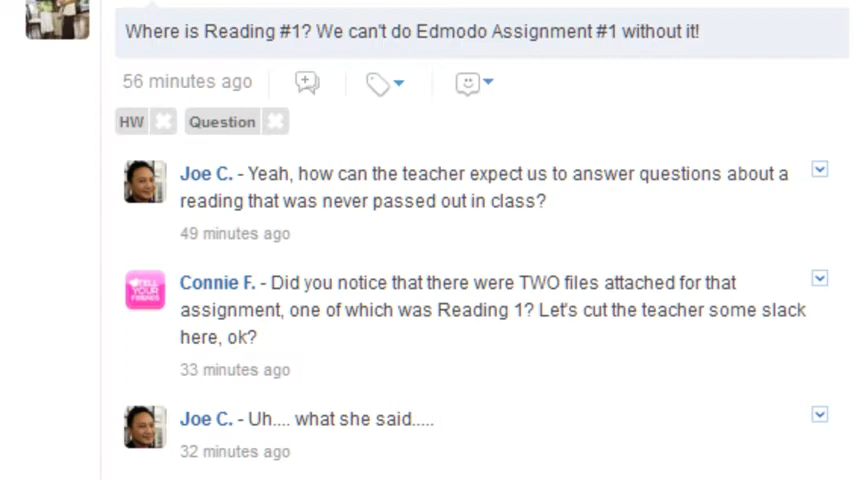 Where is Reading #1? We can't do Edmodo Assignment #1 without it!
56 minutes ago
HW
Question
Joe C. - Yeah, how can the teacher expect us to answer questions about a
reading that was never passed out in class?
49 minutes ago
TELL
YOUR
FRIENDS
Connie F. - Did you notice that there were TWO files attached for that
assignment, one of which was Reading 1? Let's cut the teacher some slack
here, ok?
33 minutes ago
Joe C. - Uh.... what she said.....
32 minutes ago